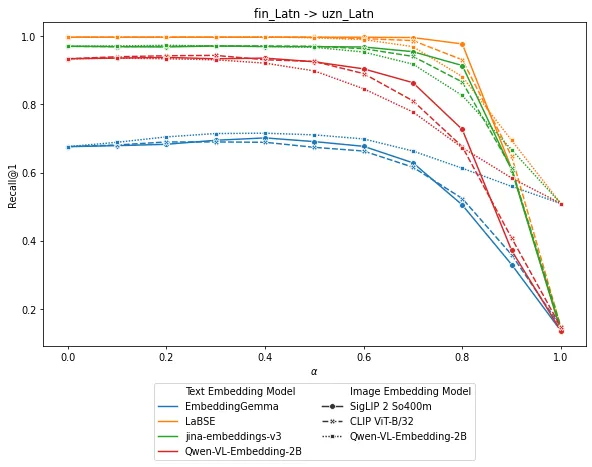 fin_Latn -> uzn_Latn
1.0
0.8
0.6
0.4
0.2
Recall@1
0.0 0.2 0.4 0.6 0.8 1.0
α
Text Embedding Model
EmbeddingGemma
LaBSE
jina-embeddings-v3
Qwen-VL-Embedding-2B
Image Embedding Model
SigLIP 2 So400m
CLIP ViT-B/32
Qwen-VL-Embedding-2B